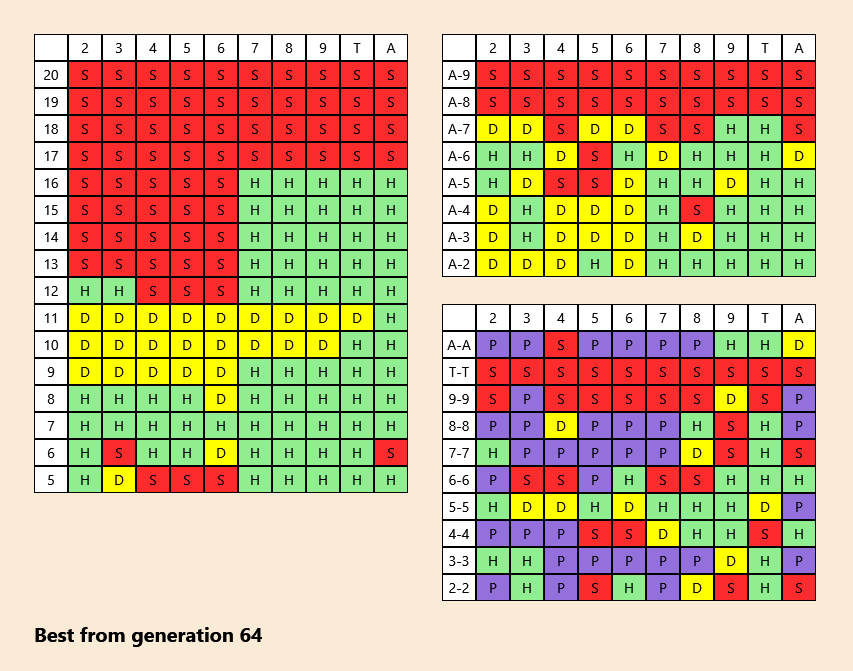 2 3 4 5 6 7 8 9 T A
20 S S S S S S S S S S
19 S S S S S S S S S S
18 S S S S S S S S S S
17 S S S S S S S S S S
16 S S S S S H H H H H
15 S S S S S H H H H H
14 S S S S S H H H H H
13 S S S S S H H H H H
12 H H S S S H H H H H
11 D D D D D D D D D H
10 D D D D D D D D H H
9 D D D D D H H H H H
8 H H H H D H H H H H
7 H H H H H H H H H H
6 H S H H D H H H H S
5 H D S S S H H H H H
2 3 4 5 6 7 8 9 T A
A-9 S S S S S S S S S S
A-8 S S S S S S S S S S
A-7 D D S D D S S H H S
A-6 H H D S H D H H H D
A-5 H D S S D H H D H H
A-4 D H D D D H S H H H
A-3 D H D D D H D H H H
A-2 D D D H D H H H H H
2 3 4 5 6 7 8 9 T A
A-A P P S P P P P H H D
T-T S S S S S S S S S S
9-9 S P S S S S S D S P
8-8 P P D P P P H S H P
7-7 H P P P P P D S H S
6-6 P S S P H S S H H H
5-5 H D D H D H H H D P
4-4 P P P S S D H H S H
3-3 H H P P P P P D H P
2-2 P H P S H P D S H S
Best from generation 64